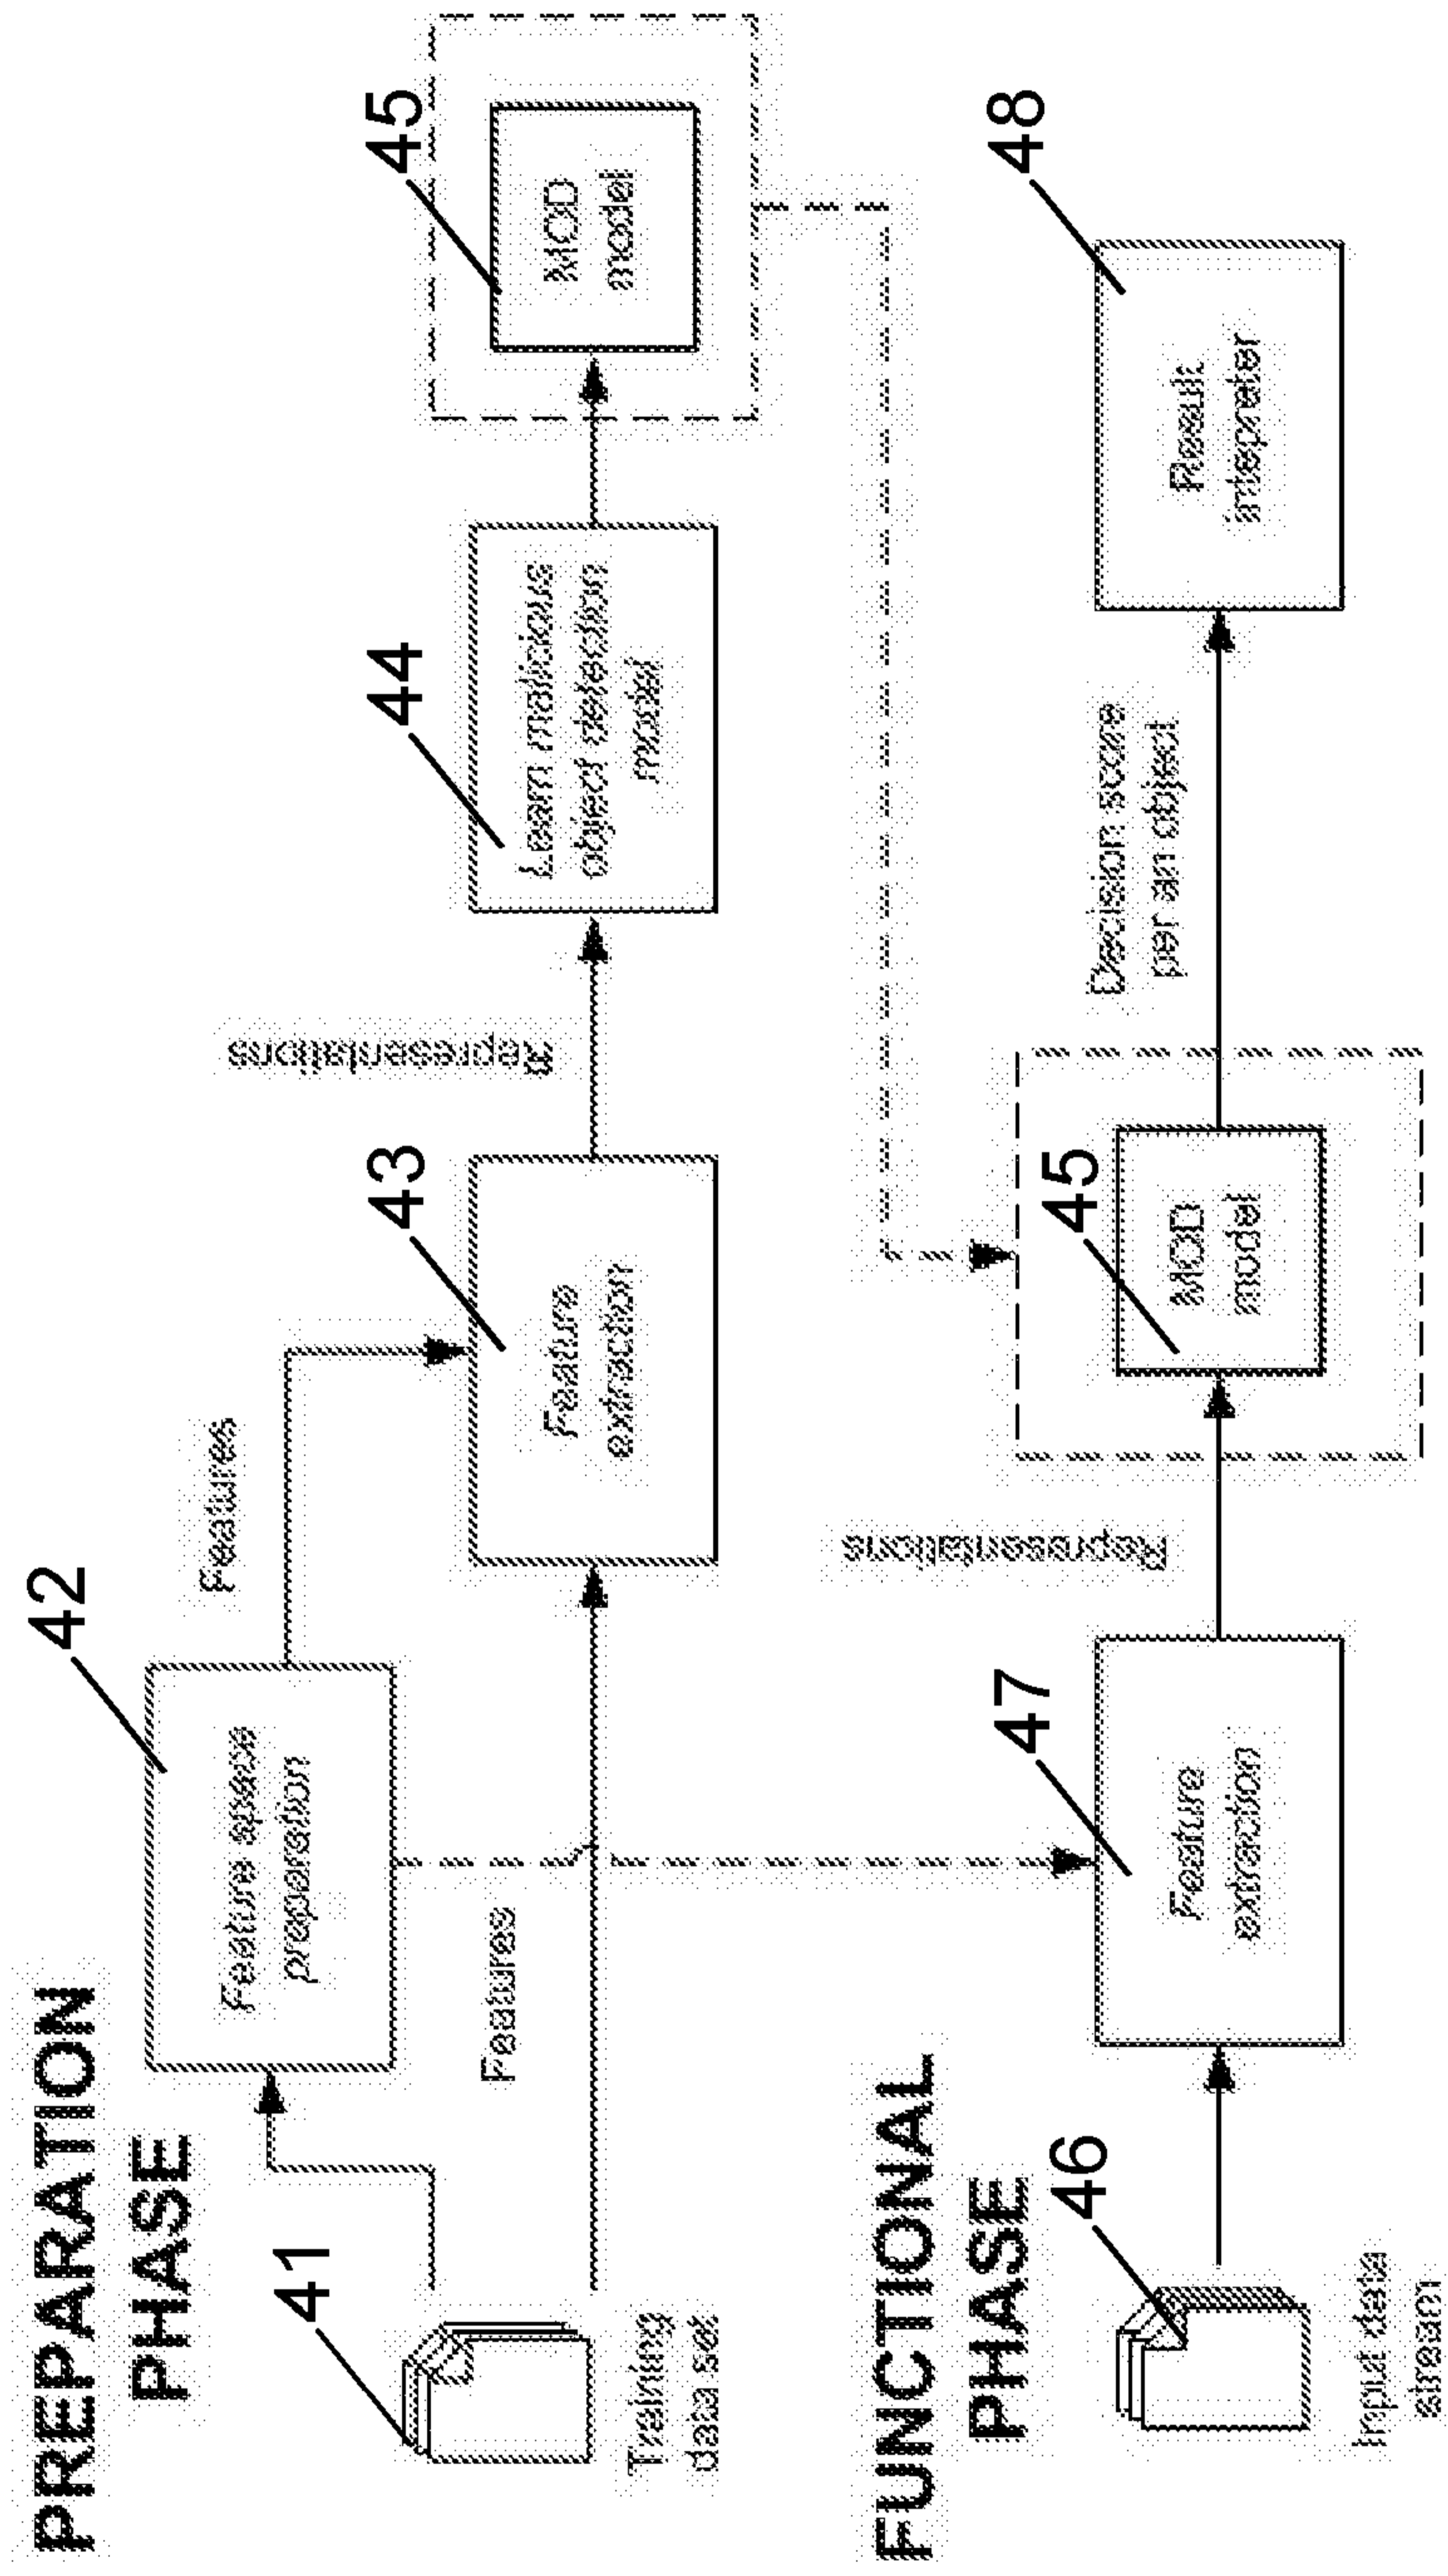 PREPARATION
PHASE
41
Training
data set
42
Feature space
preparation
Features
Features
43
Feature
extraction
Representations
44
Learn malicious
object detection
model
45
MOD
model
FUNCTIONAL
PHASE
46
Input data
stream
47
Feature
extraction
Representations
45
MOD
model
Decision score
per an object
48
Result
intepreter